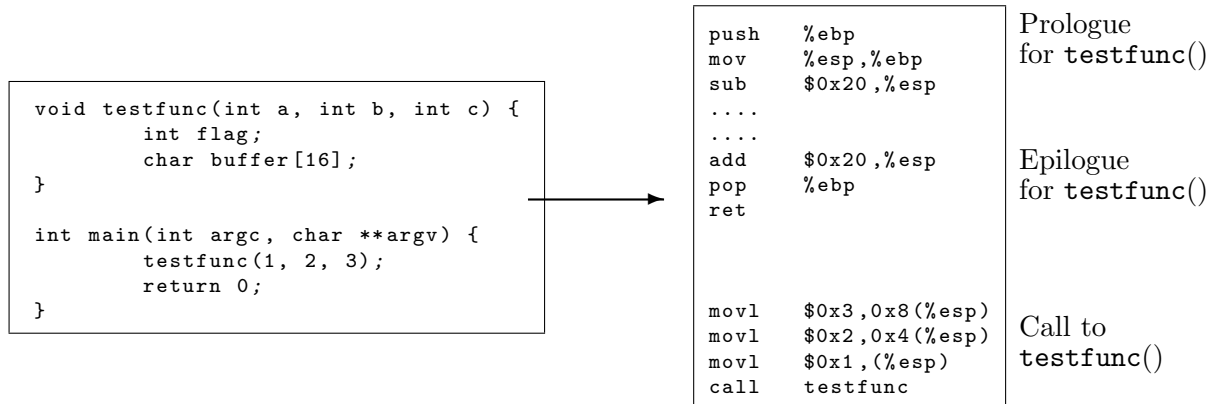 void testfunc(int a, int b, int c) {
int flag;
char buffer[16];
}
int main(int argc, char **argv) {
testfunc(1, 2, 3);
return 0;
}
push %ebp
mov %esp,%ebp
sub $0x20,%esp
....
....
add $0x20,%esp
pop %ebp
ret
movl $0x3,0x8(%esp)
movl $0x2,0x4(%esp)
movl $0x1,(%esp)
call testfunc
Prologue
for testfunc()
Epilogue
for testfunc()
Call to
testfunc()